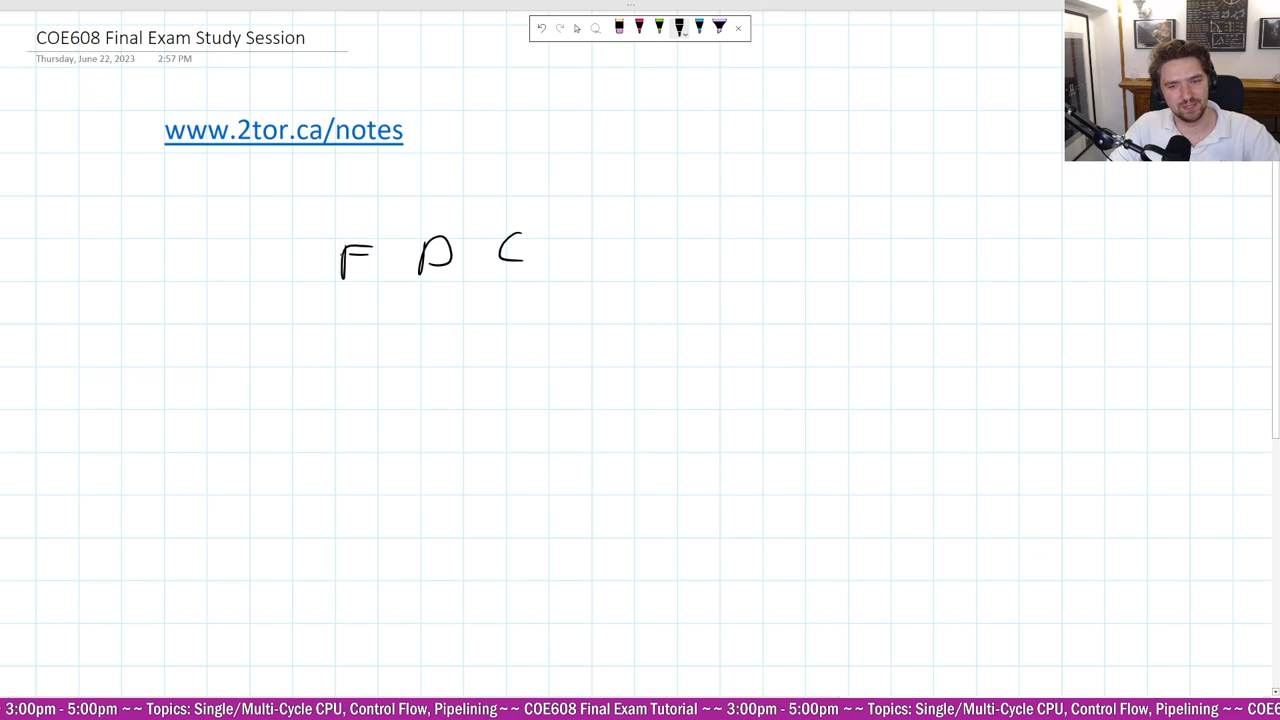 COE608 Final Exam Study Session
Thursday, June 22, 2023 2:57 PM
www.2tor.ca/notes
F D C
~ 3:00pm - 5:00pm ~~ Topics: Single/Multi-Cycle CPU, Control Flow, Pipelining~~ COE608 Final Exam Tutorial ~~ 3:00pm - 5:00pm ~~ Topics: Single/Multi-Cycle CPU, Control Flow, Pipelining ~~ COE6